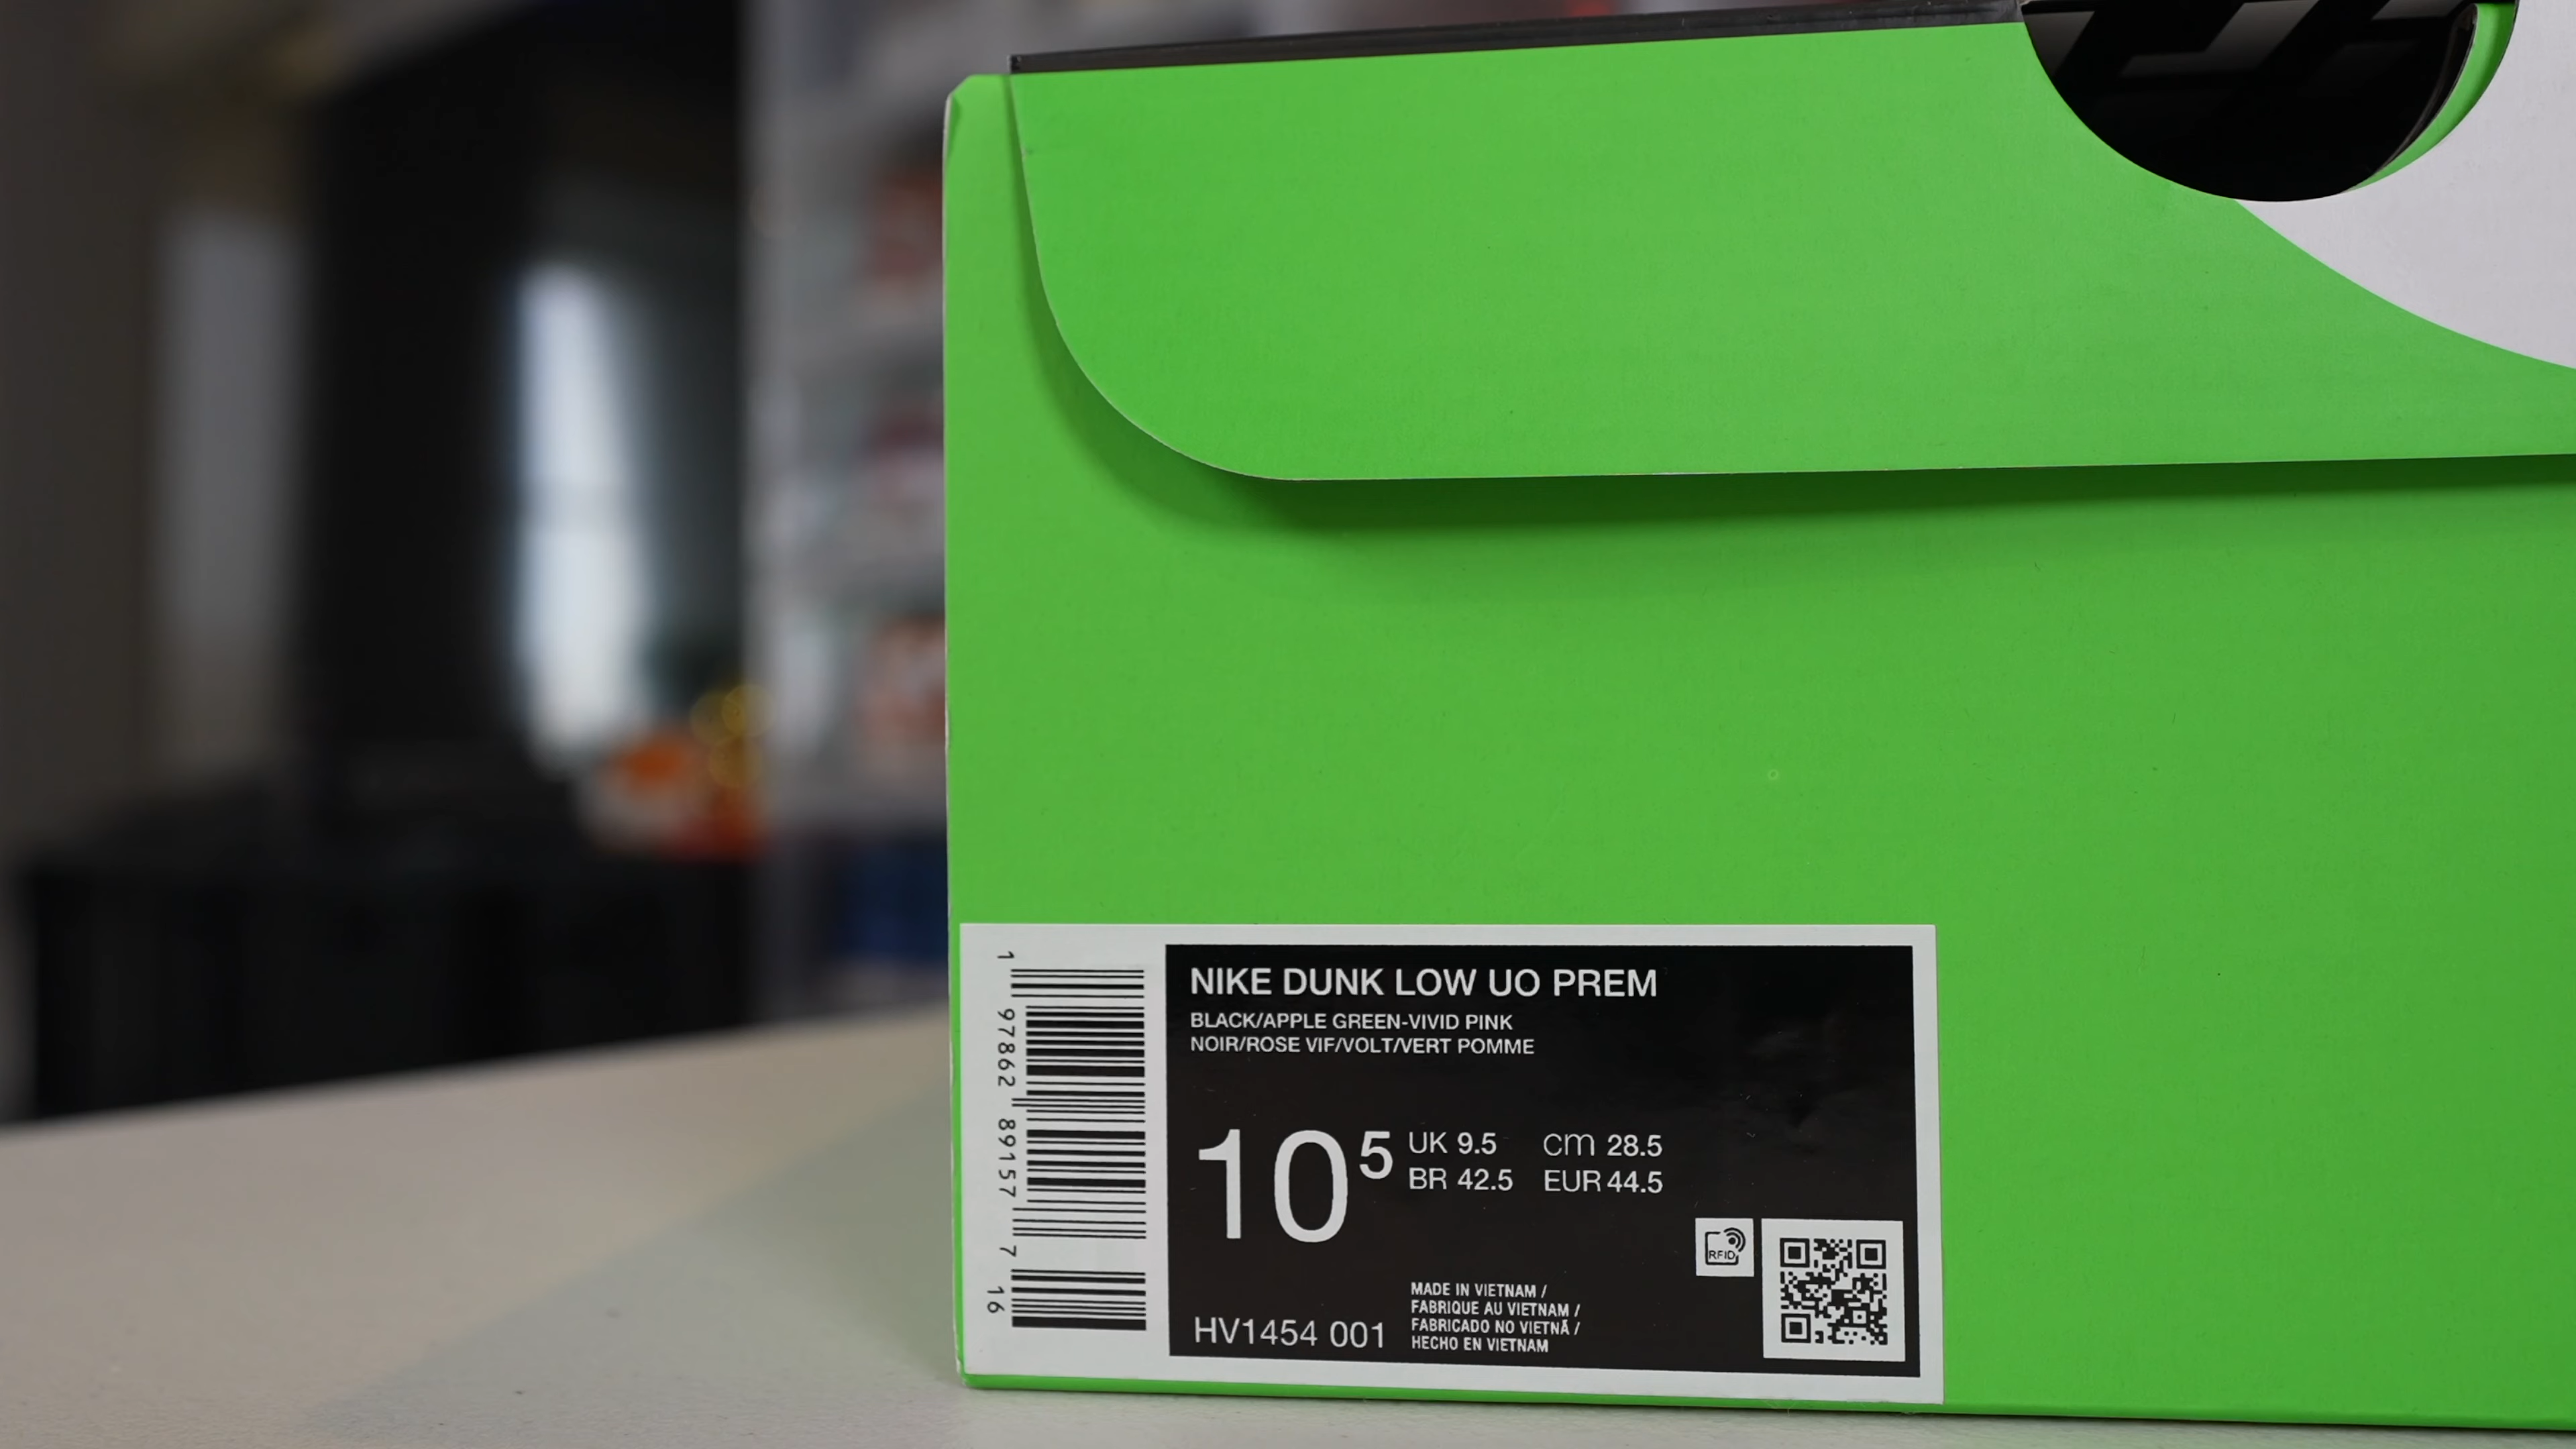 NIKE DUNK LOW UO PREM
BLACK/APPLE GREEN-VIVID PINK
NOIR/ROSE VIF/VOLT/VERT POMME
10 5
UK 9.5 cm 28.5
BR 42.5 EUR 44.5
RFID
MADE IN VIETNAM /
FABRIQUE AU VIETNAM /
FABRICADO NO VIETNÃ /
HECHO EN VIETNAM
HV1454 001
1 97862 89157 7 16